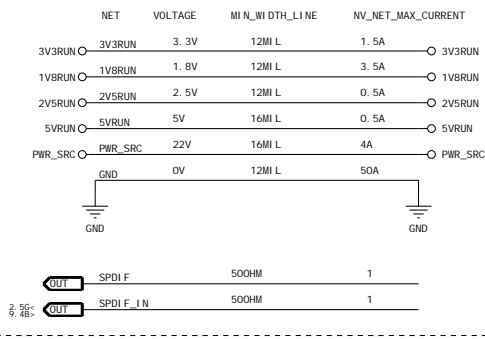 NET VOLTAGE MIN_WIDTH_LINE NV_NET_MAX_CURRENT
3V3RUN 3V3RUN 3.3V 12MIL 1.5A 3V3RUN
1V8RUN 1V8RUN 1.8V 12MIL 3.5A 1V8RUN
2V5RUN 2V5RUN 2.5V 12MIL 0.5A 2V5RUN
5VRUN 5VRUN 5V 16MIL 0.5A 5VRUN
PWR_SRC PWR_SRC 22V 16MIL 4A PWR_SRC
GND 0V 12MIL 50A
GND GND
OUT SPDIF 50OHM 1
2.5G< OUT SPDIF_IN 50OHM 1
9.4B>